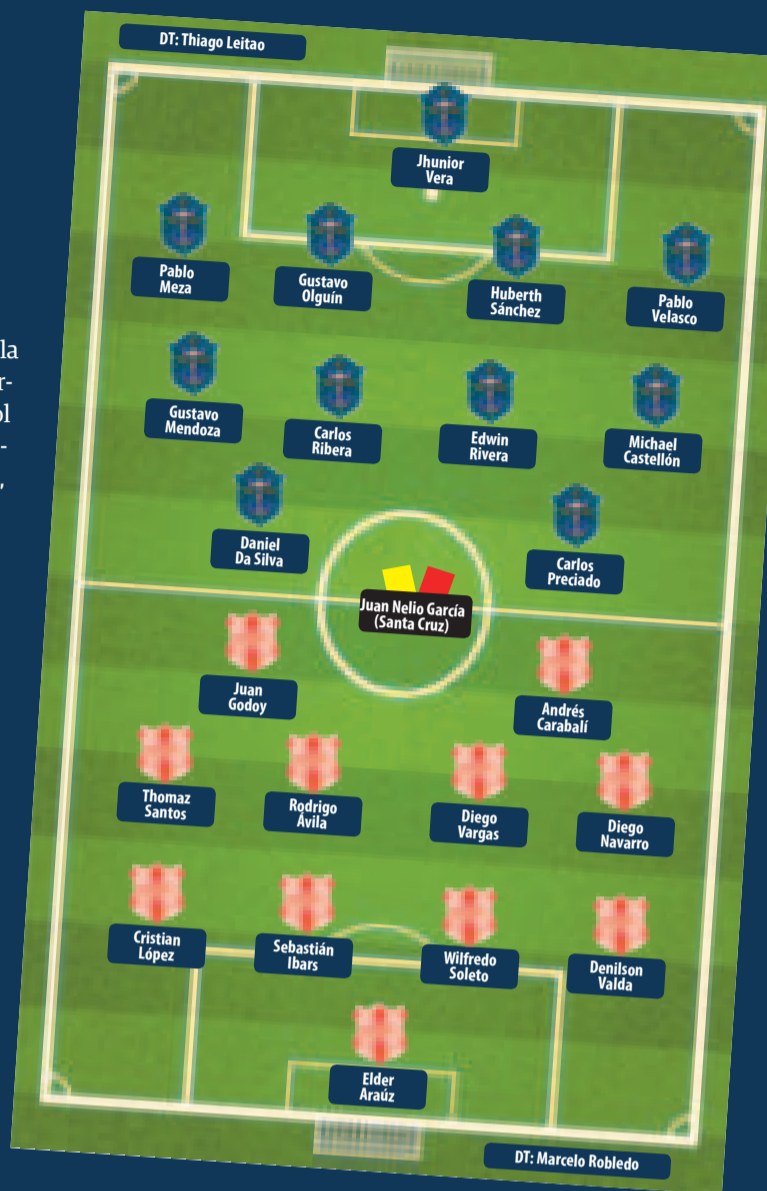 DT: Thiago Leitao
Jhunior
Vera
Pablo
Meza
Gustavo
Olguín
Huberth
Sánchez
Pablo
Velasco
la
r-
ol
-
,
Gustavo
Mendoza
Carlos
Ribera
Edwin
Rivera
Michael
Castellón
Daniel
Da Silva
Carlos
Preciado
Juan Nelio García
(Santa Cruz)
Juan
Godoy
Andrés
Carabalí
Thomaz
Santos
Rodrigo
Ávila
Diego
Vargas
Diego
Navarro
Cristian
López
Sebastián
Ibars
Wilfredo
Soleto
Denilson
Valda
Elder
Araúz
DT: Marcelo Robledo